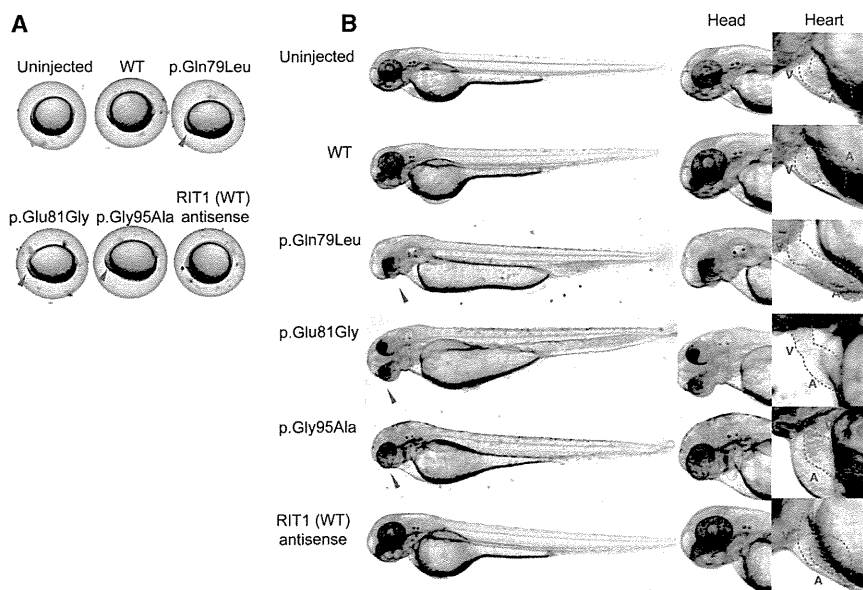 A
Uninjected
WT
p.Gln79Leu
p.Glu81Gly
p.Gly95Ala
RIT1 (WT)
antisense
B
Head
Heart
Uninjected
V
A
WT
V
A
p.Gln79Leu
V
A
p.Glu81Gly
V
A
p.Gly95Ala
A
RIT1 (WT)
antisense
A